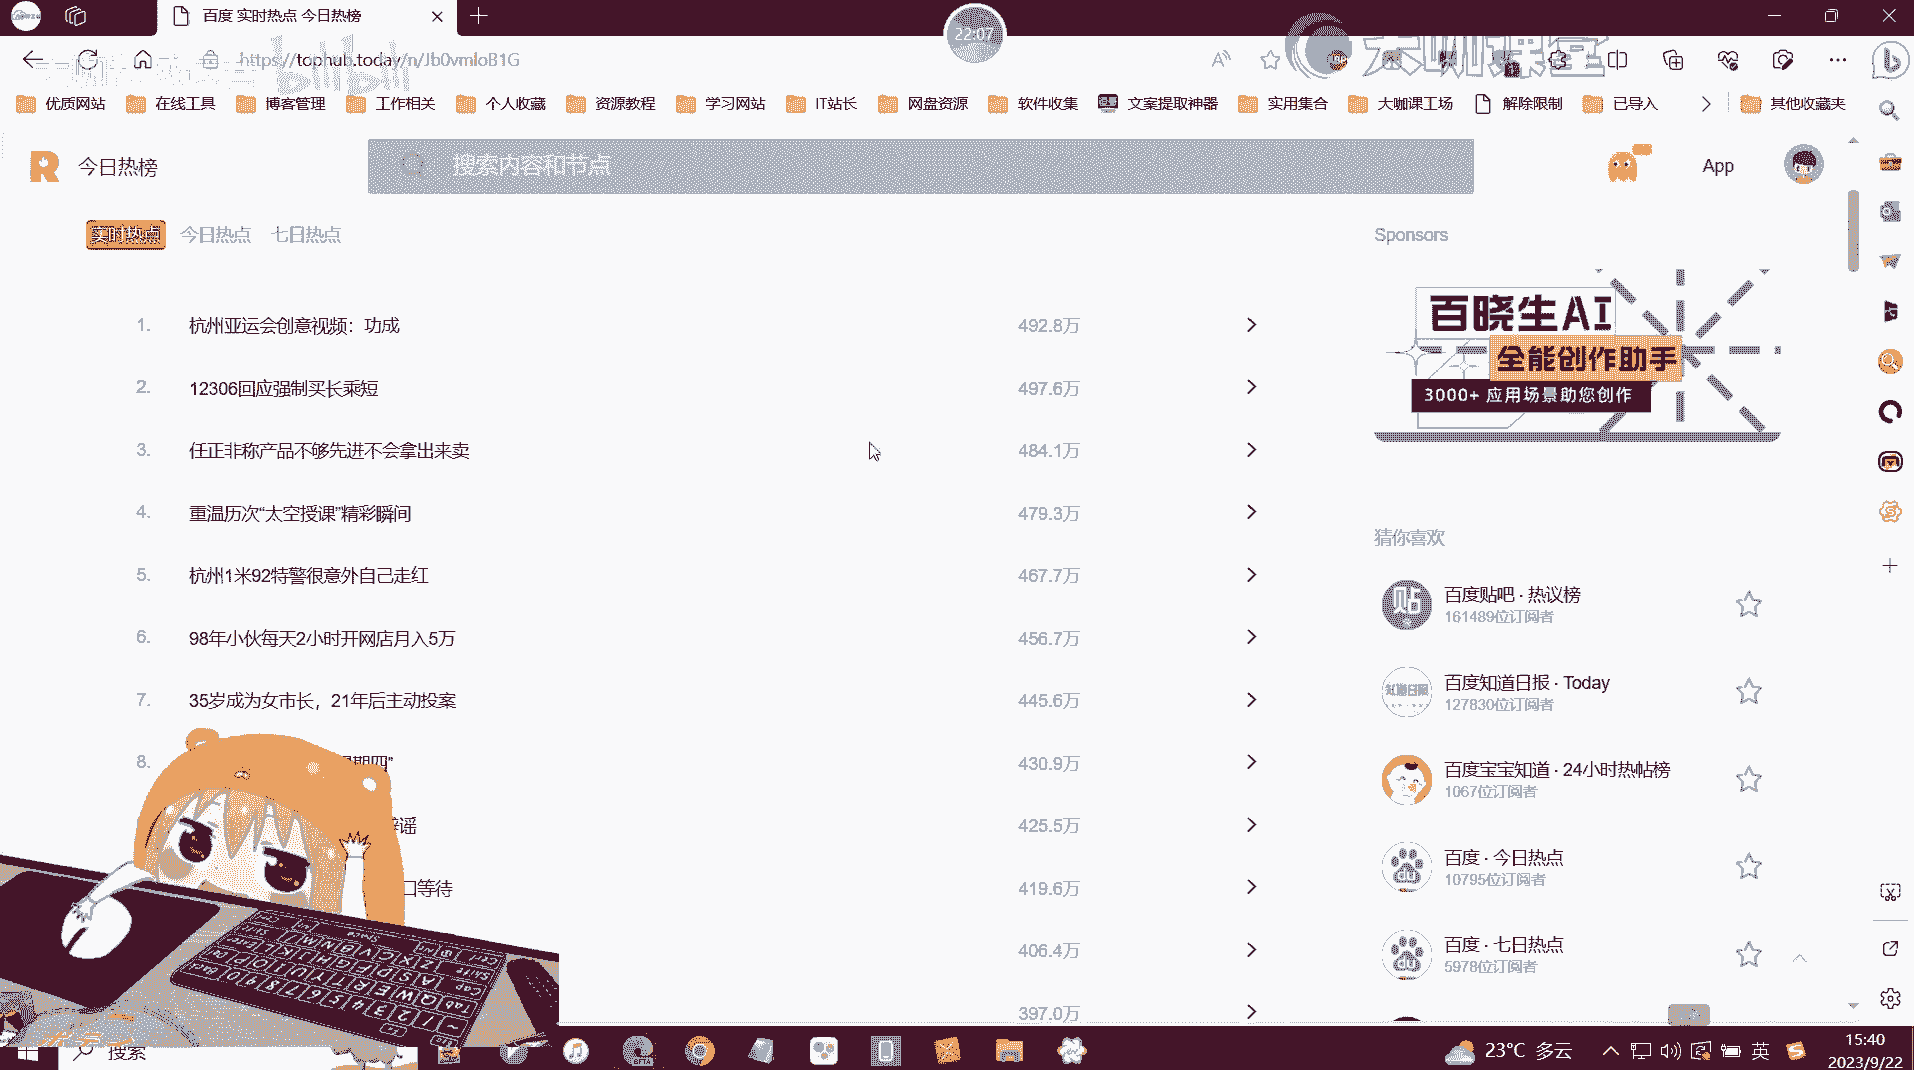 百度 实时热点 今日热榜
22:07
bilibili
大咖课堂
https://tophub.today/n/Jb0vmloB1G
优质网站 在线工具 博客管理 工作相关 个人收藏 资源教程 学习网站 IT站长 网盘资源 软件收集 文案提取神器 实用集合 大咖课工场 解除限制 已导入 其他收藏夹
今日热榜
搜索内容和节点
App
实时热点 今日热点 七日热点
Sponsors
1. 杭州亚运会创意视频：功成 492.8万
2. 12306回应强制买长乘短 497.6万
3. 任正非称产品不够先进不会拿出来卖 484.1万
4. 重温历次“太空授课”精彩瞬间 479.3万
5. 杭州1米92特警很意外自己走红 467.7万
6. 98年小伙每天2小时开网店月入5万 456.7万
7. 35岁成为女市长，21年后主动投案 445.6万
8. 期四” 430.9万
谣 425.5万
口等待 419.6万
406.4万
397.0万
百晓生AI
全能创作助手
3000+ 应用场景助您创作
猜你喜欢
贴
百度贴吧 · 热议榜
161489位订阅者
知道日报
百度知道日报 · Today
127830位订阅者
百度宝宝知道 · 24小时热帖榜
1067位订阅者
du
百度 · 今日热点
10795位订阅者
du
百度 · 七日热点
5978位订阅者
搜索
BETA
23°C 多云
英
15:40
2023/9/22